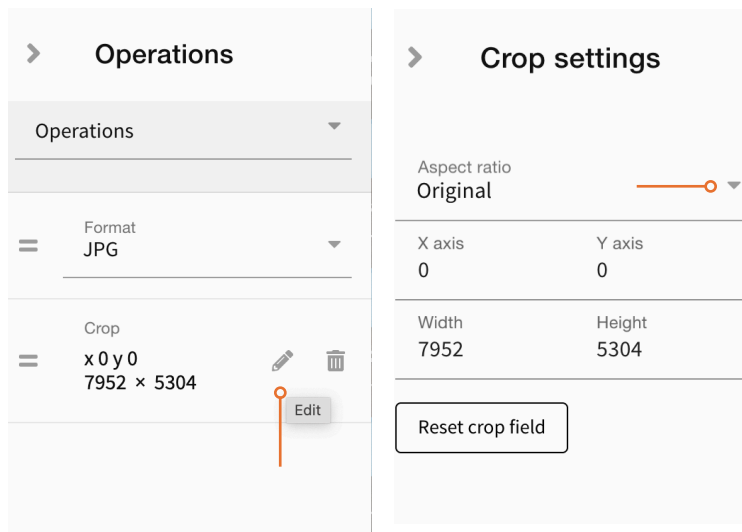 Operations
Operations
Format
JPG
Crop
x 0 y 0
7952 × 5304
Edit
Crop settings
Aspect ratio
Original
X axis
Y axis
0
0
Width
Height
7952
5304
Reset crop field